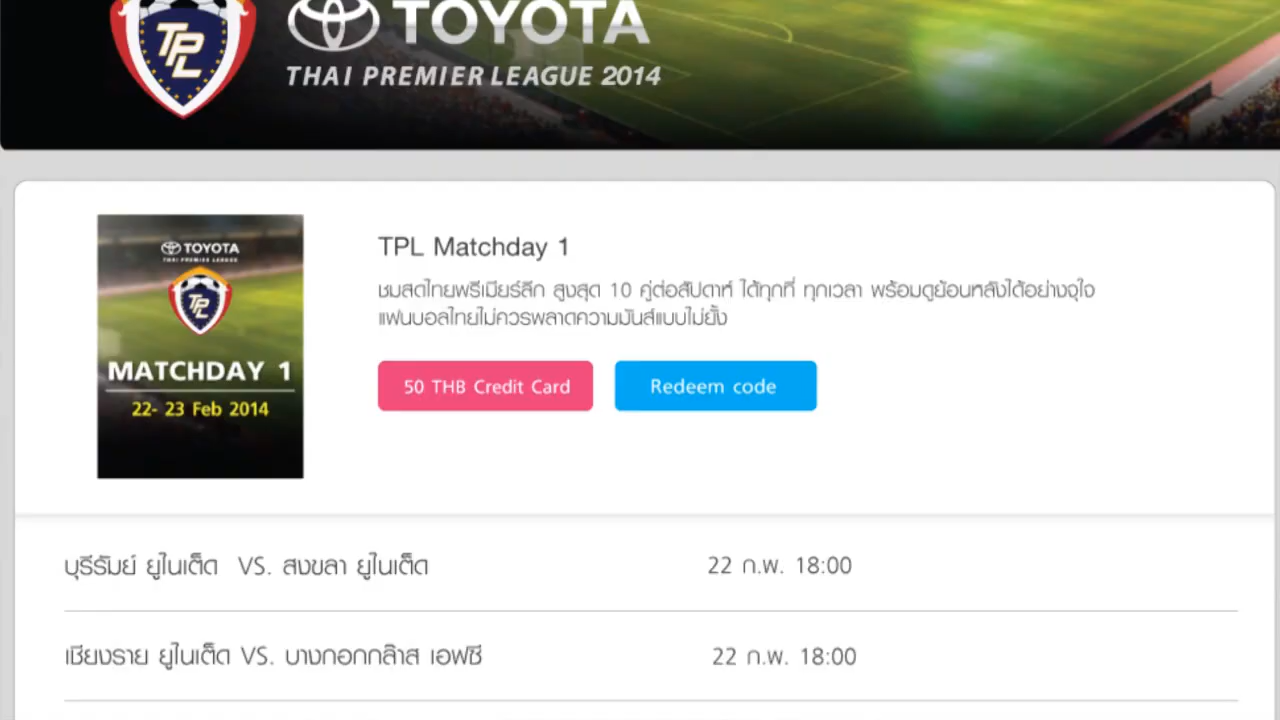 TPL
TOYOTA
THAI PREMIER LEAGUE 2014
TOYOTA
THAI PREMIER LEAGUE
TPL
MATCHDAY 1
22- 23 Feb 2014
TPL Matchday 1
ชมสดไทยพรีเมียร์ลีก สูงสุด 10 คู่ต่อสัปดาห์ ได้ทุกที่ ทุกเวลา พร้อมดูย้อนหลังได้อย่างจุใจ
แฟนบอลไทยไม่ควรพลาดความมันส์แบบไม่ยั้ง
50 THB Credit Card
Redeem code
บุรีรัมย์ ยูไนเต็ด VS. สงขลา ยูไนเต็ด
22 ก.พ. 18:00
เชียงราย ยูไนเต็ด VS. บางกอกกล๊าส เอฟซี
22 ก.พ. 18:00